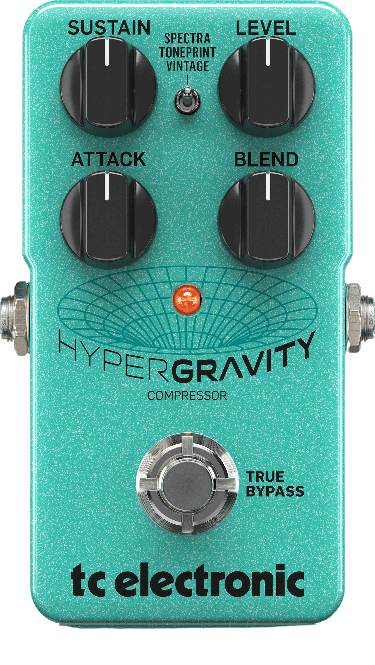 SUSTAIN
LEVEL
SPECTRA
TONEPRINT
VINTAGE
ATTACK
BLEND
HYPERGRAVITY
COMPRESSOR
TRUE
BYPASS
tc electronic